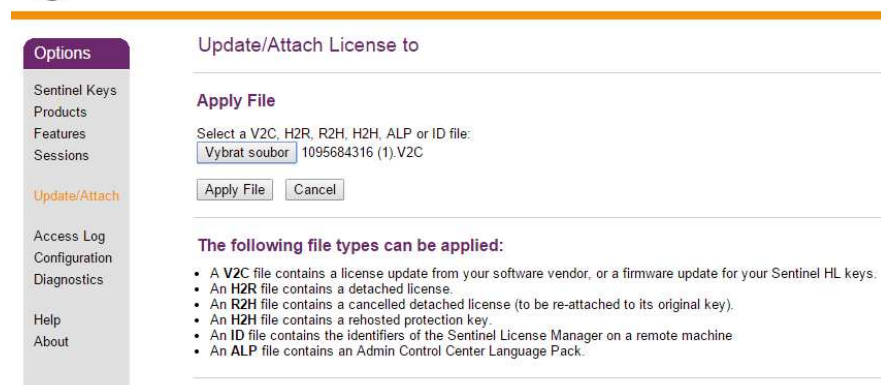 Options
Sentinel Keys
Products
Features
Sessions
Update/Attach
Access Log
Configuration
Diagnostics
Help
About
Update/Attach License to
Apply File
Select a V2C, H2R, R2H, H2H, ALP or ID file:
Vybrat soubor 1095684316 (1).V2C
Apply File Cancel
The following file types can be applied:
• A V2C file contains a license update from your software vendor, or a firmware update for your Sentinel HL keys.
• An H2R file contains a detached license.
• An R2H file contains a cancelled detached license (to be re-attached to its original key).
• An H2H file contains a rehosted protection key.
• An ID file contains the identifiers of the Sentinel License Manager on a remote machine
• An ALP file contains an Admin Control Center Language Pack.